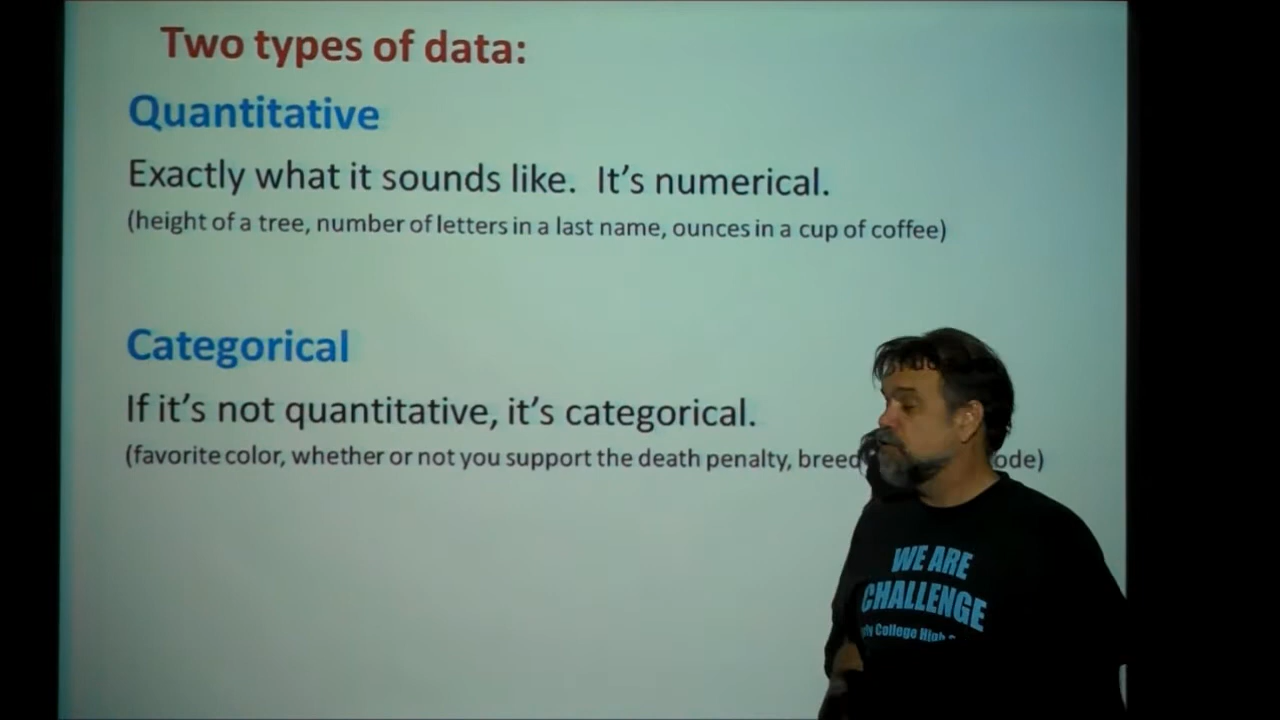 Two types of data:
Quantitative
Exactly what it sounds like.  It's numerical.
(height of a tree, number of letters in a last name, ounces in a cup of coffee)
Categorical
If it's not quantitative, it's categorical.
(favorite color, whether or not you support the death penalty, breed ode)
WE ARE
CHALLENGE
College High